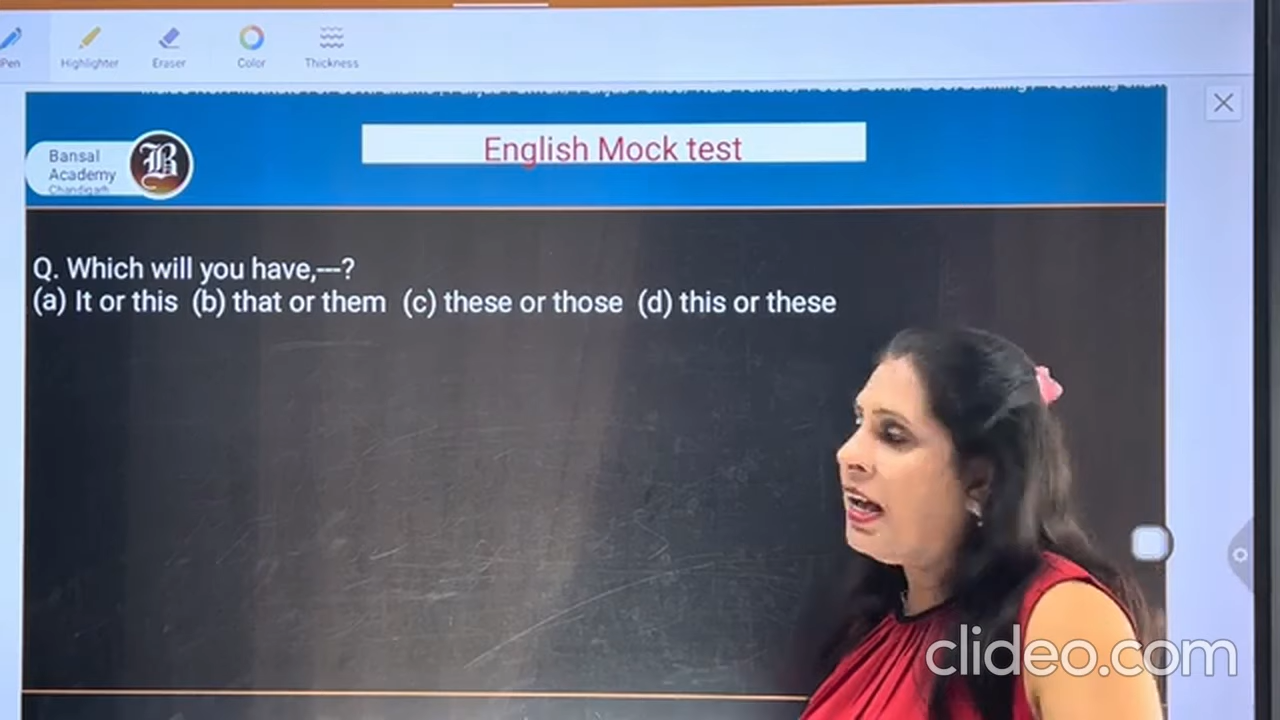 Pen
Highlighter
Eraser
Color
Thickness
Bansal
Academy
Chandigarh
B
English Mock test
Q. Which will you have,---?
(a) It or this (b) that or them (c) these or those (d) this or these
clideo.com